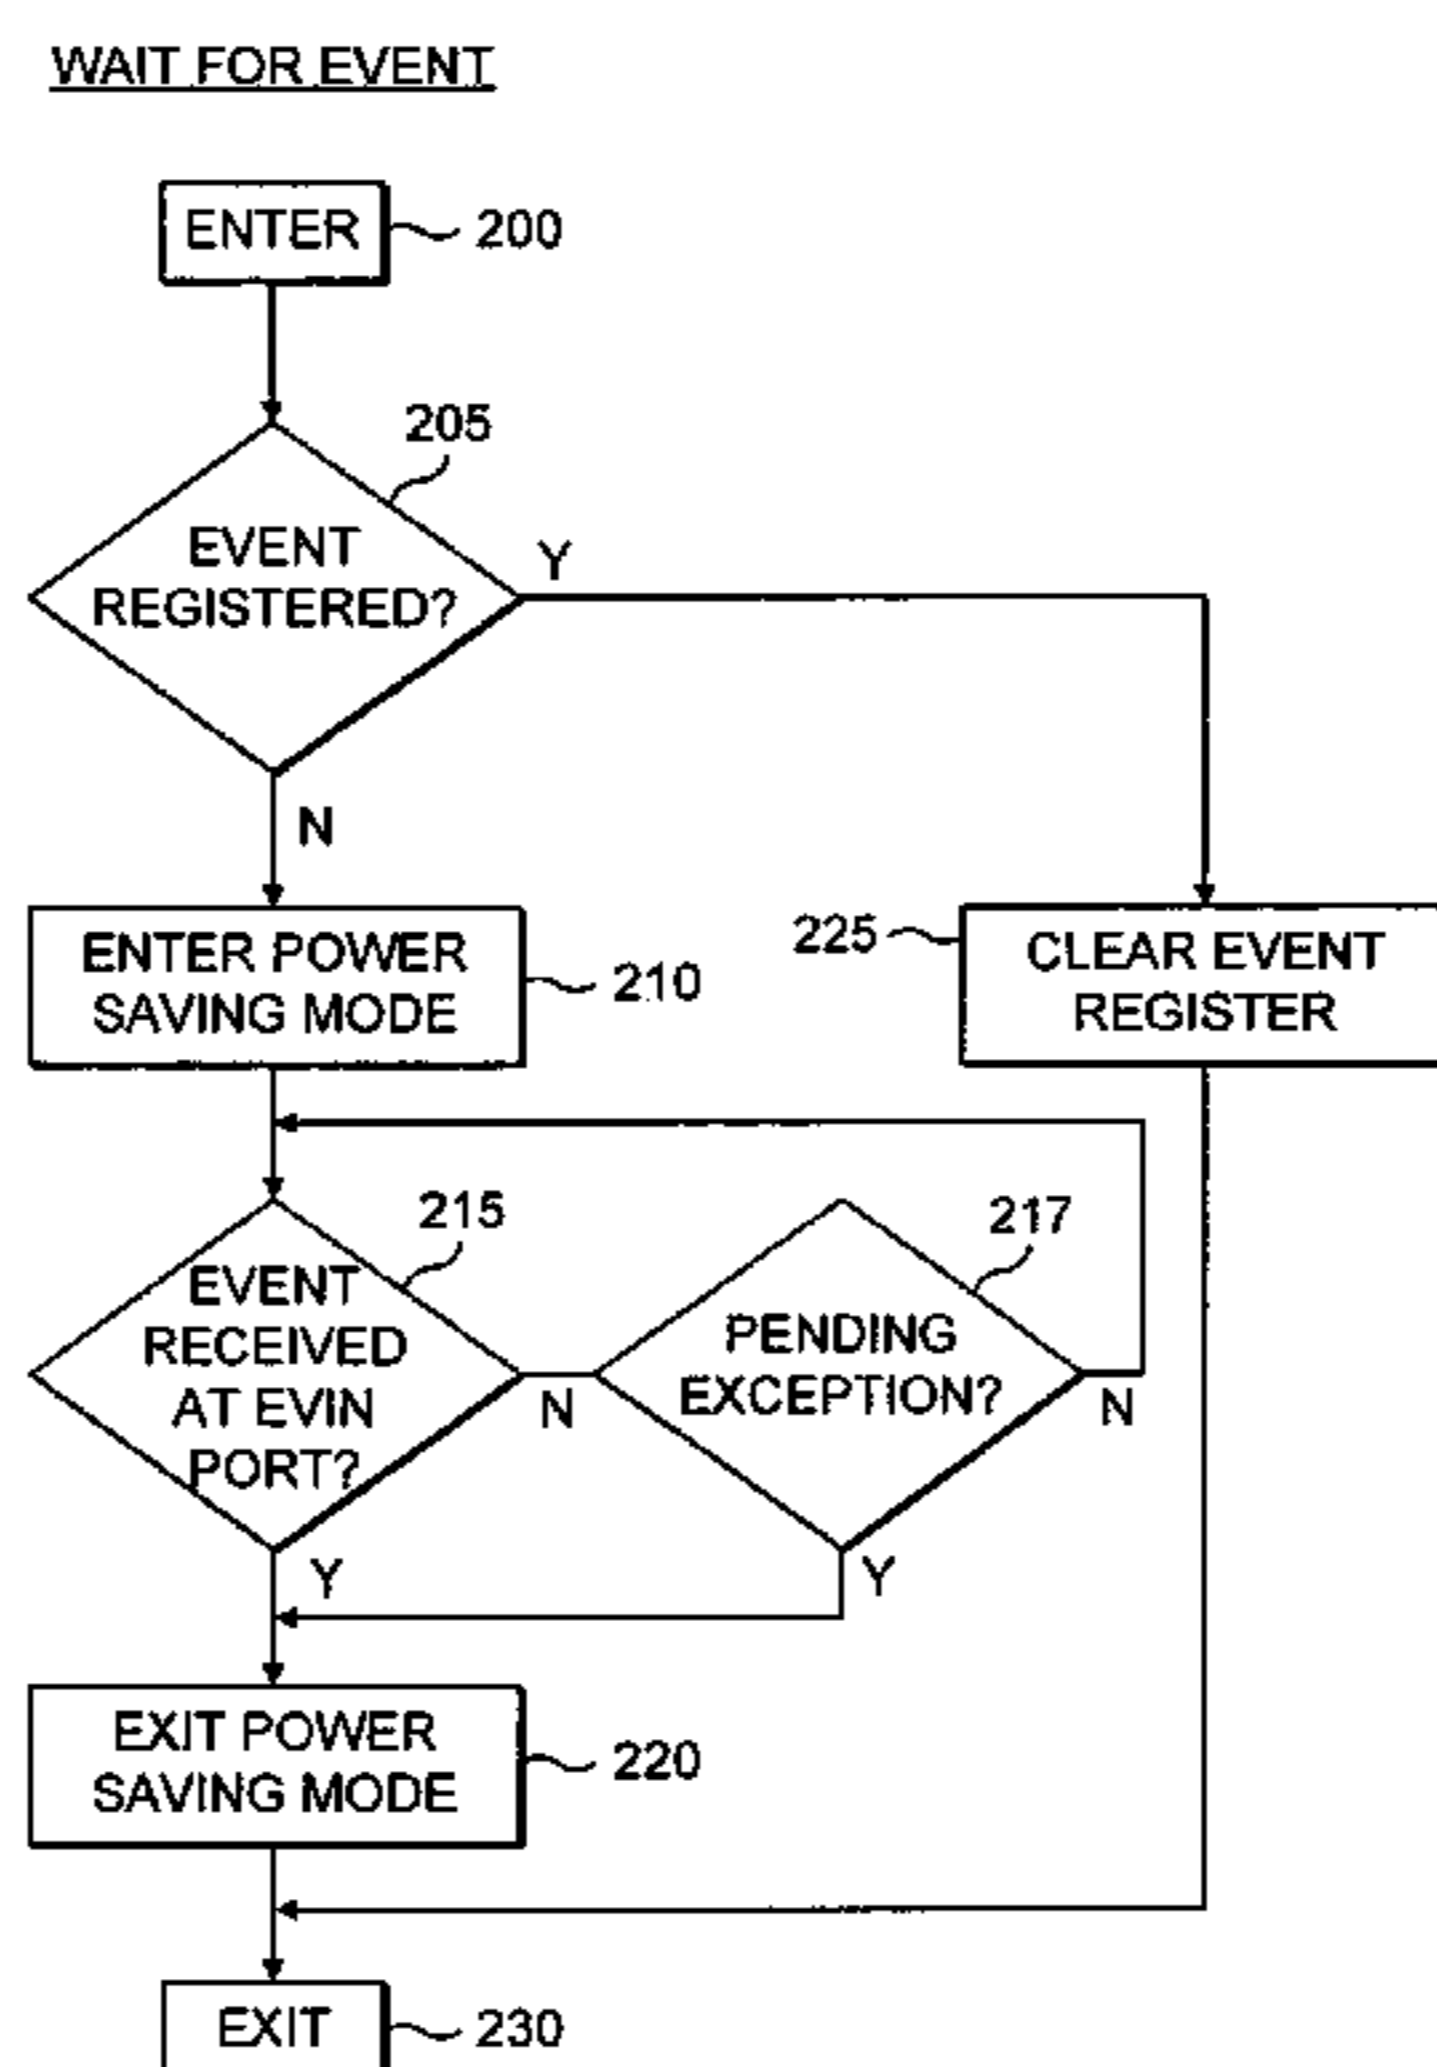 WAIT FOR EVENT
ENTER
200
205
EVENT
REGISTERED?
Y
N
ENTER POWER
SAVING MODE
210
225
CLEAR EVENT
REGISTER
215
217
EVENT
RECEIVED
AT EVIN
PORT?
N
PENDING
EXCEPTION?
N
Y
Y
EXIT POWER
SAVING MODE
220
EXIT
230